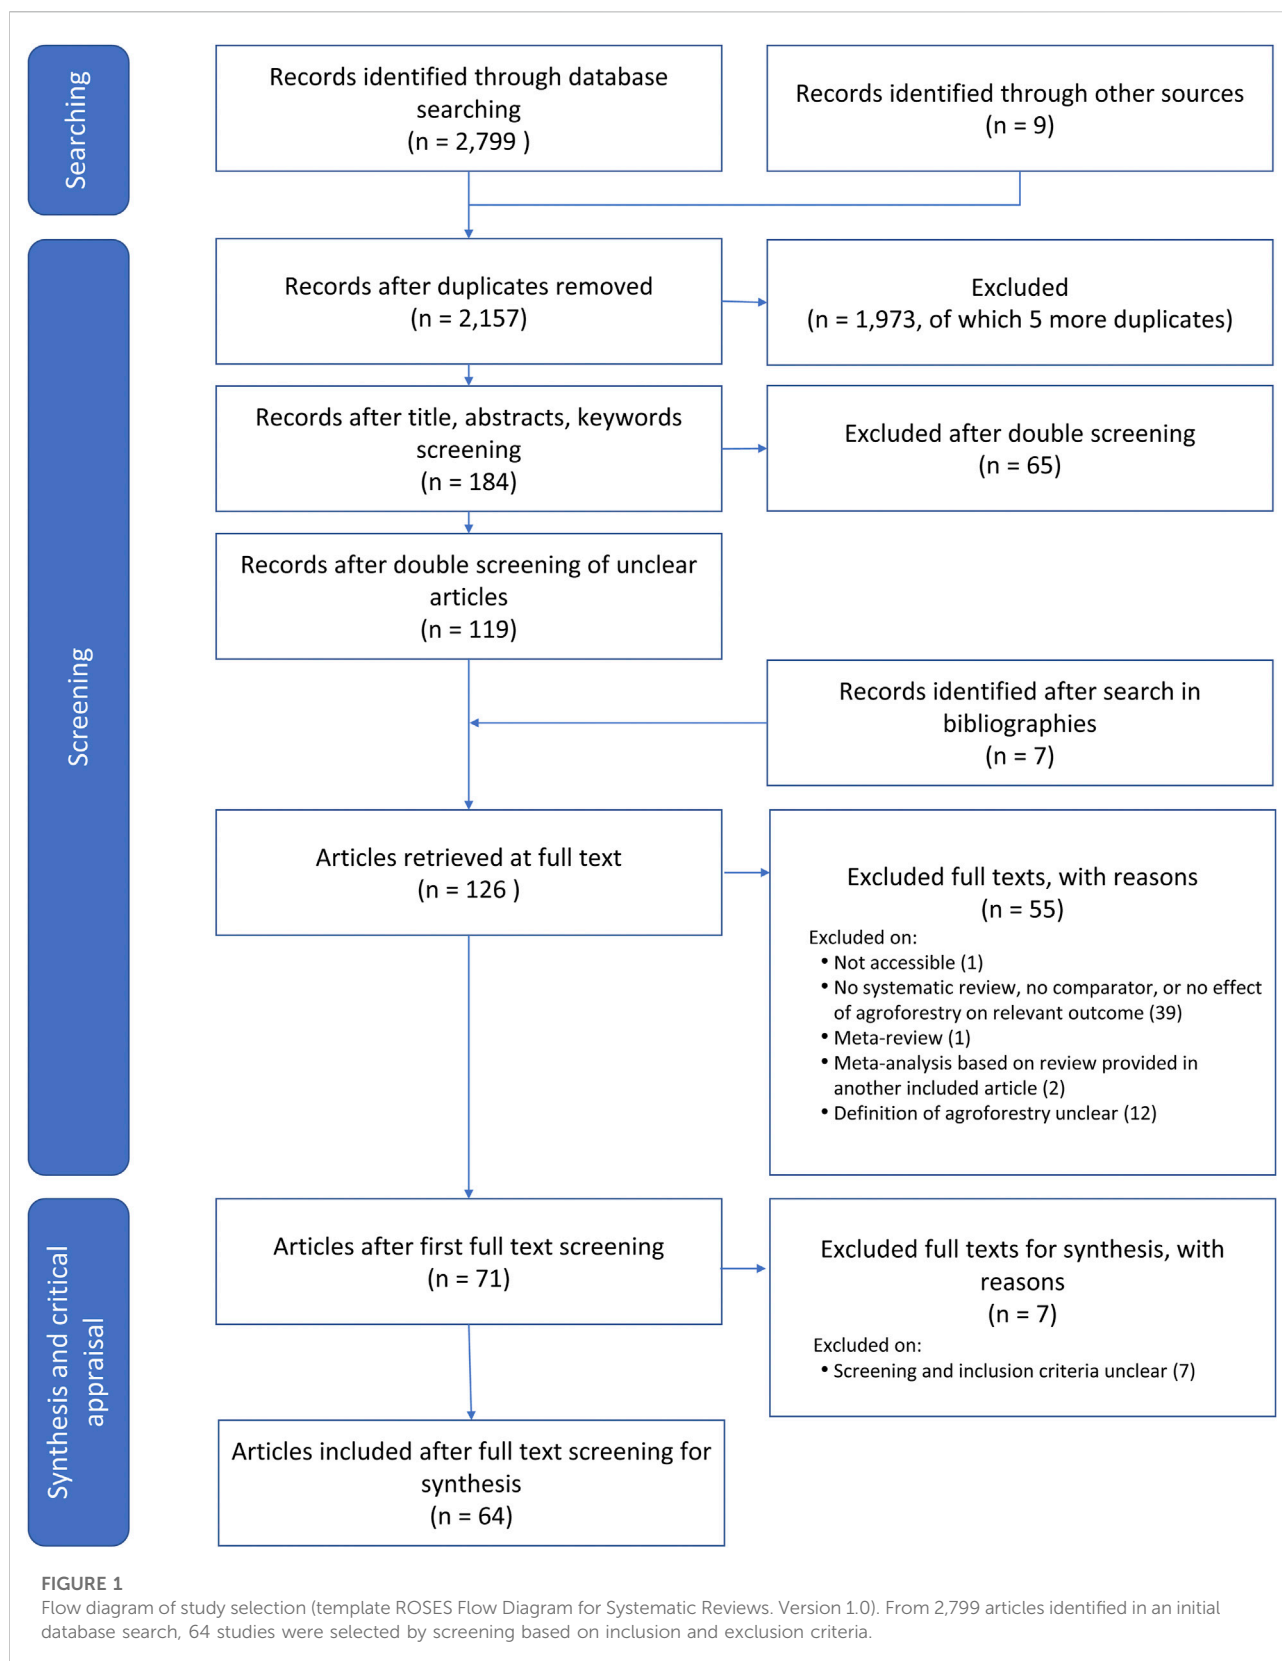 Searching
Records identified through database
searching
(n = 2,799 )
Records identified through other sources
(n = 9)
Screening
Records after duplicates removed
(n = 2,157)
Excluded
(n = 1,973, of which 5 more duplicates)
Records after title, abstracts, keywords
screening
(n = 184)
Excluded after double screening
(n = 65)
Records after double screening of unclear
articles
(n = 119)
Records identified after search in
bibliographies
(n = 7)
Articles retrieved at full text
(n = 126 )
Excluded full texts, with reasons
(n = 55)
Excluded on:
• Not accessible (1)
• No systematic review, no comparator, or no effect
of agroforestry on relevant outcome (39)
• Meta-review (1)
• Meta-analysis based on review provided in
another included article (2)
• Definition of agroforestry unclear (12)
Synthesis and critical
appraisal
Articles after first full text screening
(n = 71)
Excluded full texts for synthesis, with
reasons
(n = 7)
Excluded on:
• Screening and inclusion criteria unclear (7)
Articles included after full text screening for
synthesis
(n = 64)
FIGURE 1
Flow diagram of study selection (template ROSES Flow Diagram for Systematic Reviews. Version 1.0). From 2,799 articles identified in an initial
database search, 64 studies were selected by screening based on inclusion and exclusion criteria.